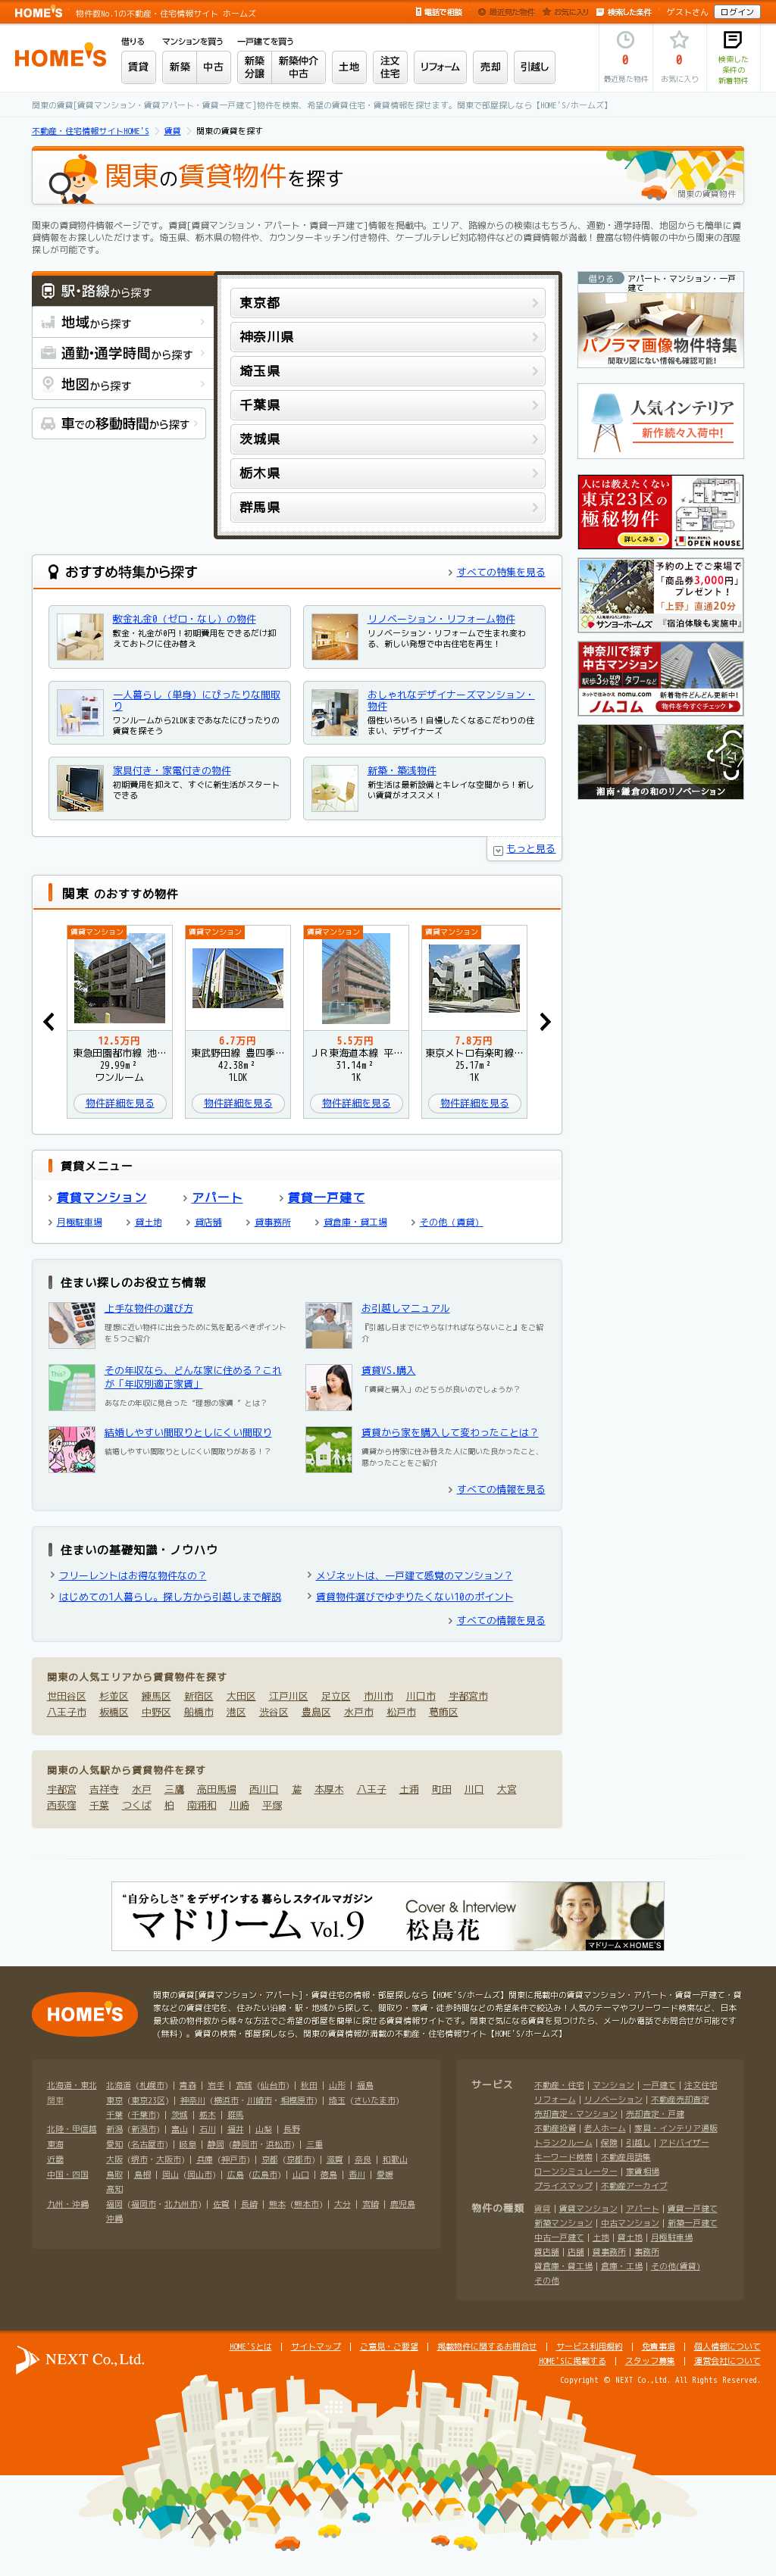 HOME'S 物件数No.1の不動産・住宅情報サイト ホームズ
電話で相談 最近見た物件 お気に入り 検索した条件 ゲストさん ログイン
HOME'S
借りる マンションを買う 一戸建てを買う
賃貸 新築 中古 新築分譲 新築仲介中古 土地 注文住宅 リフォーム 売却 引越し
0 最近見た物件
0 お気に入り
検索した条件の新着物件
関東の賃貸[賃貸マンション・賃貸アパート・賃貸一戸建て]物件を検索、希望の賃貸住宅・賃貸情報を探せます。関東で部屋探しなら【HOME'S/ホームズ】
不動産・住宅情報サイトHOME'S 賃貸 関東の賃貸を探す
関東の賃貸物件を探す
関東の賃貸物件
関東の賃貸物件情報ページです。賃貸[賃貸マンション・アパート・賃貸一戸建て]情報を掲載中。エリア、路線からの検索はもちろん、通勤・通学時間、地図からも簡単に賃
貸情報をお探しいただけます。埼玉県、栃木県の物件や、カウンターキッチン付き物件、ケーブルテレビ対応物件などの賃貸情報が満載！豊富な物件情報の中から関東の部屋
探しが可能です。
駅・路線から探す
地域から探す
通勤・通学時間から探す
地図から探す
車での移動時間から探す
東京都
神奈川県
埼玉県
千葉県
茨城県
栃木県
群馬県
借りる アパート・マンション・一戸建て
パノラマ画像物件特集
間取り図にない情報も確認可能!
人気インテリア
新作続々入荷中!
人には教えたくない
東京23区の
極秘物件
詳しくみる
OPEN HOUSE
予約の上でご来場で
「商品券3,000円」
プレゼント!
「上野」直通20分
サンヨーホームズ
『宿泊体験も実施中』
神奈川で探す
中古マンション
駅歩3分以内 タワーなど
ネットで住みかえ nomu.com
ノムコム
新着物件どんどん更新中!
物件を今すぐチェック
湘南・鎌倉の和のリノベーション
おすすめ特集から探す
すべての特集を見る
敷金礼金0（ゼロ・なし）の物件
敷金・礼金が0円！初期費用をできるだけ抑えておトクに住み替え
リノベーション・リフォーム物件
リノベーション・リフォームで生まれ変わる、新しい発想で中古住宅を再生！
一人暮らし（単身）にぴったりな間取り
ワンルームから2LDKまであなたにぴったりの賃貸を探そう
おしゃれなデザイナーズマンション・物件
個性いろいろ！自慢したくなるこだわりの住まい、デザイナーズ
家具付き・家電付きの物件
初期費用を抑えて、すぐに新生活がスタートできる
新築・築浅物件
新生活は最新設備とキレイな空間から！新しい賃貸がオススメ！
もっと見る
関東 のおすすめ物件
賃貸マンション 賃貸マンション 賃貸マンション 賃貸マンション
12.5万円 6.7万円 5.5万円 7.8万円
東急田園都市線 池… 東武野田線 豊四季… ＪＲ東海道本線 平… 東京メトロ有楽町線…
29.99m² 42.38m² 31.14m² 25.17m²
ワンルーム 1LDK 1K 1K
物件詳細を見る 物件詳細を見る 物件詳細を見る 物件詳細を見る
賃貸メニュー
賃貸マンション アパート 賃貸一戸建て
月極駐車場 貸土地 貸店舗 貸事務所 貸倉庫・貸工場 その他（賃貸）
住まい探しのお役立ち情報
上手な物件の選び方
理想に近い物件に出会うために気を配るべきポイントを５つご紹介
お引越しマニュアル
『引越し日までにやらなければならないこと』をご紹介
その年収なら、どんな家に住める？これが「年収別適正家賃」
あなたの年収に見合った“理想の家賃”とは？
賃貸VS.購入
「賃貸と購入」のどちらが良いのでしょうか？
結婚しやすい間取りとしにくい間取り
結婚しやすい間取りとしにくい間取りがある！？
賃貸から家を購入して変わったことは？
賃貸から持家に住み替えた人に聞いた良かったこと、悪かったことをご紹介
すべての情報を見る
住まいの基礎知識・ノウハウ
フリーレントはお得な物件なの？ メゾネットは、一戸建て感覚のマンション？
はじめての1人暮らし。探し方から引越しまで解説 賃貸物件選びでゆずりたくない10のポイント
すべての情報を見る
関東の人気エリアから賃貸物件を探す
世田谷区 杉並区 練馬区 新宿区 大田区 江戸川区 足立区 市川市 川口市 宇都宮市
八王子市 板橋区 中野区 船橋市 港区 渋谷区 豊島区 水戸市 松戸市 葛飾区
関東の人気駅から賃貸物件を探す
宇都宮 吉祥寺 水戸 三鷹 高田馬場 西川口 蕨 本厚木 八王子 土浦 町田 川口 大宮
西荻窪 千葉 つくば 柏 南浦和 川崎 平塚
“自分らしさ”をデザインする暮らしスタイルマガジン
マドリーム Vol.9
Cover & Interview
松島花
マドリーム×HOME'S
HOME'S
関東の賃貸[賃貸マンション・アパート]・賃貸住宅の情報・部屋探しなら【HOME'S/ホームズ】関東に掲載中の賃貸マンション・アパート・賃貸一戸建て・貸
家などの賃貸住宅を、住みたい沿線・駅・地域から探して、間取り・家賃・徒歩時間などの希望条件で絞込み！人気のテーマやフリーワード検索など、日本
最大級の物件数から様々な方法でご希望の部屋を簡単に探せる賃貸情報サイトです。関東で気になる賃貸を見つけたら、メールか電話でお問合せが可能です
（無料）。賃貸の検索・部屋探しなら、関東の賃貸情報が満載の不動産・住宅情報サイト【HOME'S/ホームズ】
北海道・東北 北海道（札幌市）| 青森 | 岩手 | 宮城（仙台市）| 秋田 | 山形 | 福島
関東 東京（東京23区）| 神奈川（横浜市・川崎市・相模原市）| 埼玉（さいたま市）
千葉（千葉市）| 茨城 | 栃木 | 群馬
北陸・甲信越 新潟（新潟市）| 富山 | 石川 | 福井 | 山梨 | 長野
東海 愛知（名古屋市）| 岐阜 | 静岡（静岡市・浜松市）| 三重
近畿 大阪（堺市・大阪市）| 兵庫（神戸市）| 京都（京都市）| 滋賀 | 奈良 | 和歌山
中国・四国 鳥取 | 島根 | 岡山（岡山市）| 広島（広島市）| 山口 | 徳島 | 香川 | 愛媛
高知
九州・沖縄 福岡（福岡市・北九州市）| 佐賀 | 長崎 | 熊本（熊本市）| 大分 | 宮崎 | 鹿児島
沖縄
サービス 不動産・住宅 | マンション | 一戸建て | 注文住宅
リフォーム | リノベーション | 不動産売却査定
売却査定・マンション | 売却査定・戸建
不動産投資 | 老人ホーム | 家具・インテリア通販
トランクルーム | 保険 | 引越し | アドバイザー
キーワード検索 | 不動産用語集
ローンシミュレーター | 家賃相場
プライスマップ | 不動産アーカイブ
物件の種類 賃貸 | 賃貸マンション | アパート | 賃貸一戸建て
新築マンション | 中古マンション | 新築一戸建て
中古一戸建て | 土地 | 貸土地 | 月極駐車場
貸店舗 | 店舗 | 貸事務所 | 事務所
貸倉庫・貸工場 | 倉庫・工場 | その他(賃貸)
その他
NEXT Co.,Ltd.
HOME'Sとは | サイトマップ | ご意見・ご要望 | 掲載物件に関するお問合せ | サービス利用規約 | 免責事項 | 個人情報について
HOME'Sに掲載する | スタッフ募集 | 運営会社について
Copyright © NEXT Co.,Ltd. All Rights Reserved.